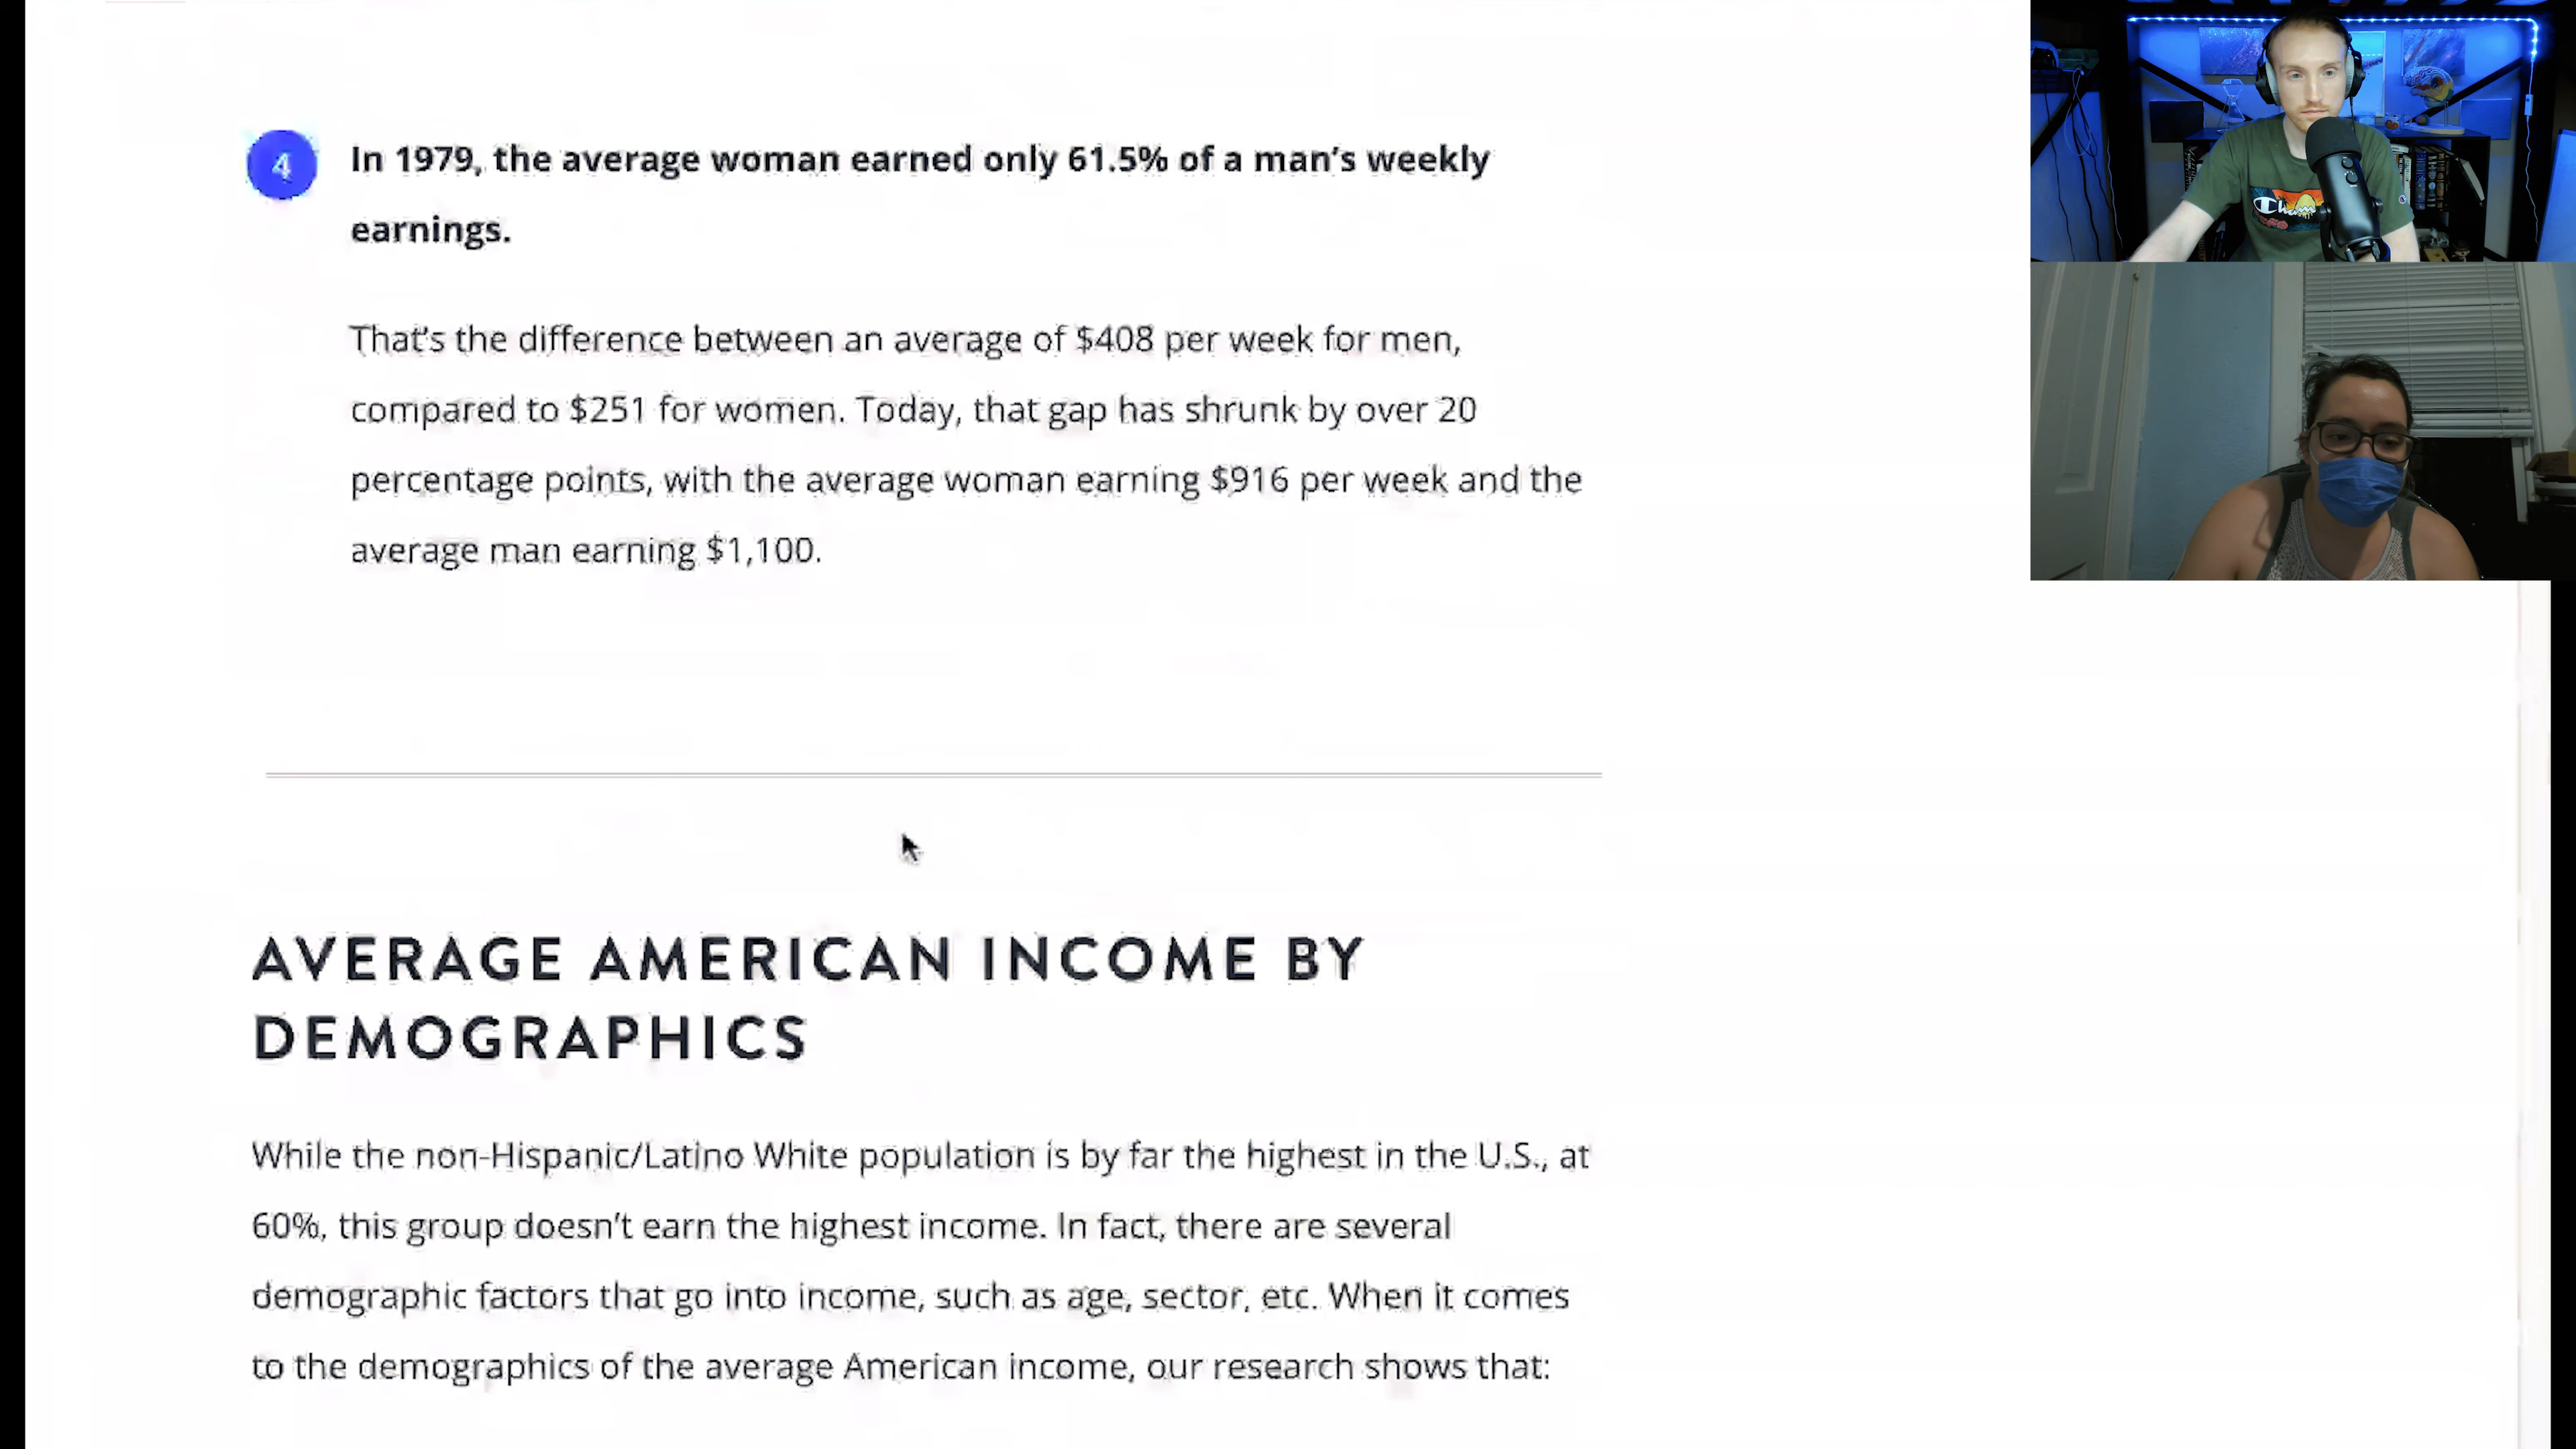 4
In 1979, the average woman earned only 61.5% of a man’s weekly
earnings.
That’s the difference between an average of $408 per week for men,
compared to $251 for women. Today, that gap has shrunk by over 20
percentage points, with the average woman earning $916 per week and the
average man earning $1,100.
AVERAGE AMERICAN INCOME BY
DEMOGRAPHICS
While the non-Hispanic/Latino White population is by far the highest in the U.S., at
60%, this group doesn’t earn the highest income. In fact, there are several
demographic factors that go into income, such as age, sector, etc. When it comes
to the demographics of the average American income, our research shows that: